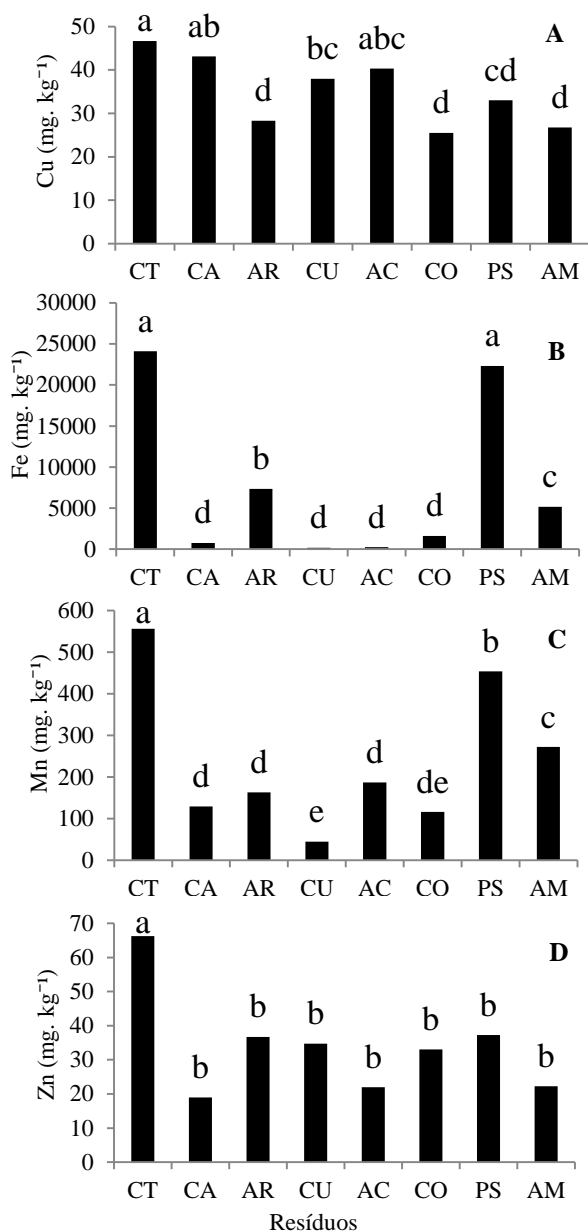 Cu (mg. kg⁻¹)
50
40
30
20
10
0
a ab d bc abc d cd d
A
CT CA AR CU AC CO PS AM
Fe (mg. kg⁻¹)
30000
25000
20000
15000
10000
5000
0
a d b d d d a c
B
CT CA AR CU AC CO PS AM
Mn (mg. kg⁻¹)
600
500
400
300
200
100
0
a d d e d de b c
C
CT CA AR CU AC CO PS AM
Zn (mg. kg⁻¹)
70
60
50
40
30
20
10
0
a b b b b b b b
D
CT CA AR CU AC CO PS AM
Resíduos